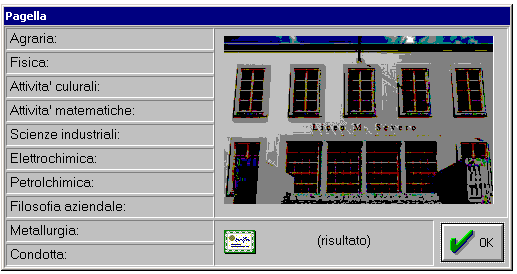 Pagella
Agraria:
Fisica:
Attivita' culurali:
Attivita' matematiche:
Scienze industriali:
Elettrochimica:
Petrolchimica:
Filosofia aziendale:
Metallurgia:
Condotta:
Liceo M. Severo
(risultato)
OK